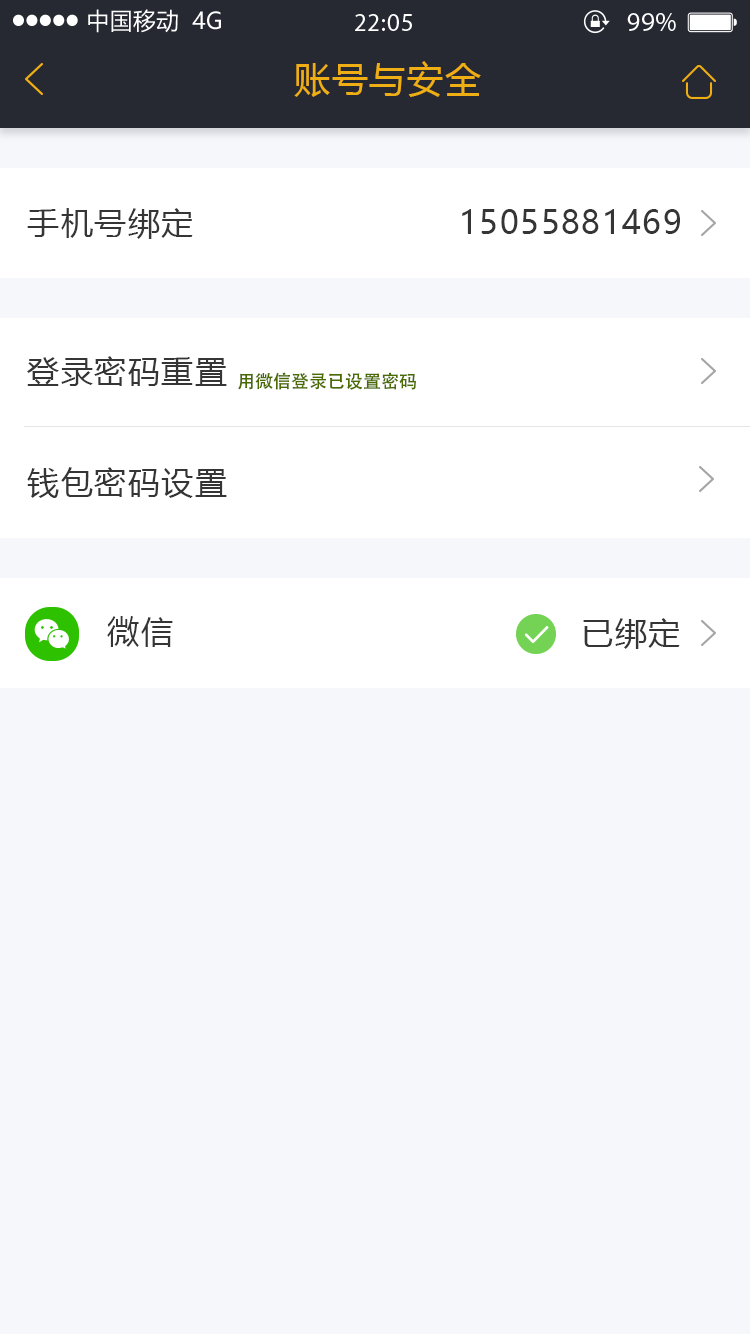 中国移动 4G 22:05 99%
账号与安全
手机号绑定 15055881469
登录密码重置 用微信登录已设置密码
钱包密码设置
微信 已绑定